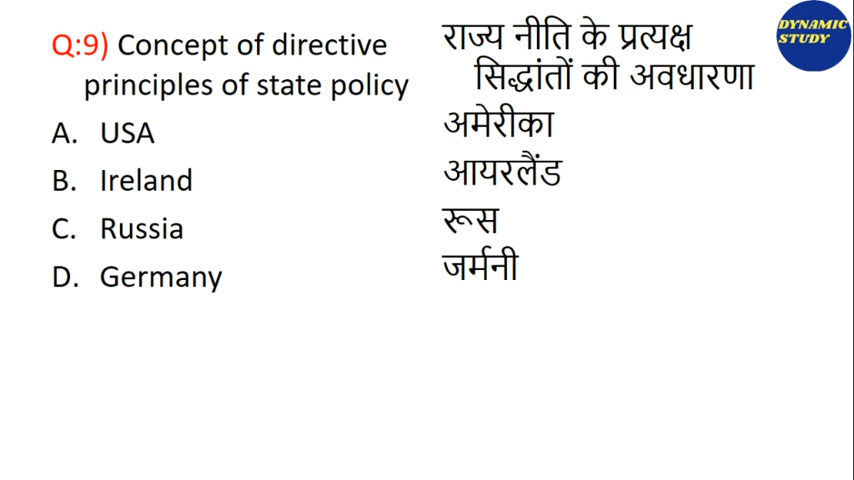 Q:9) Concept of directive
principles of state policy
A. USA
B. Ireland
C. Russia
D. Germany
राज्य नीति के प्रत्यक्ष
सिद्धांतों की अवधारणा
अमेरीका
आयरलैंड
रूस
जर्मनी
DYNAMIC
STUDY